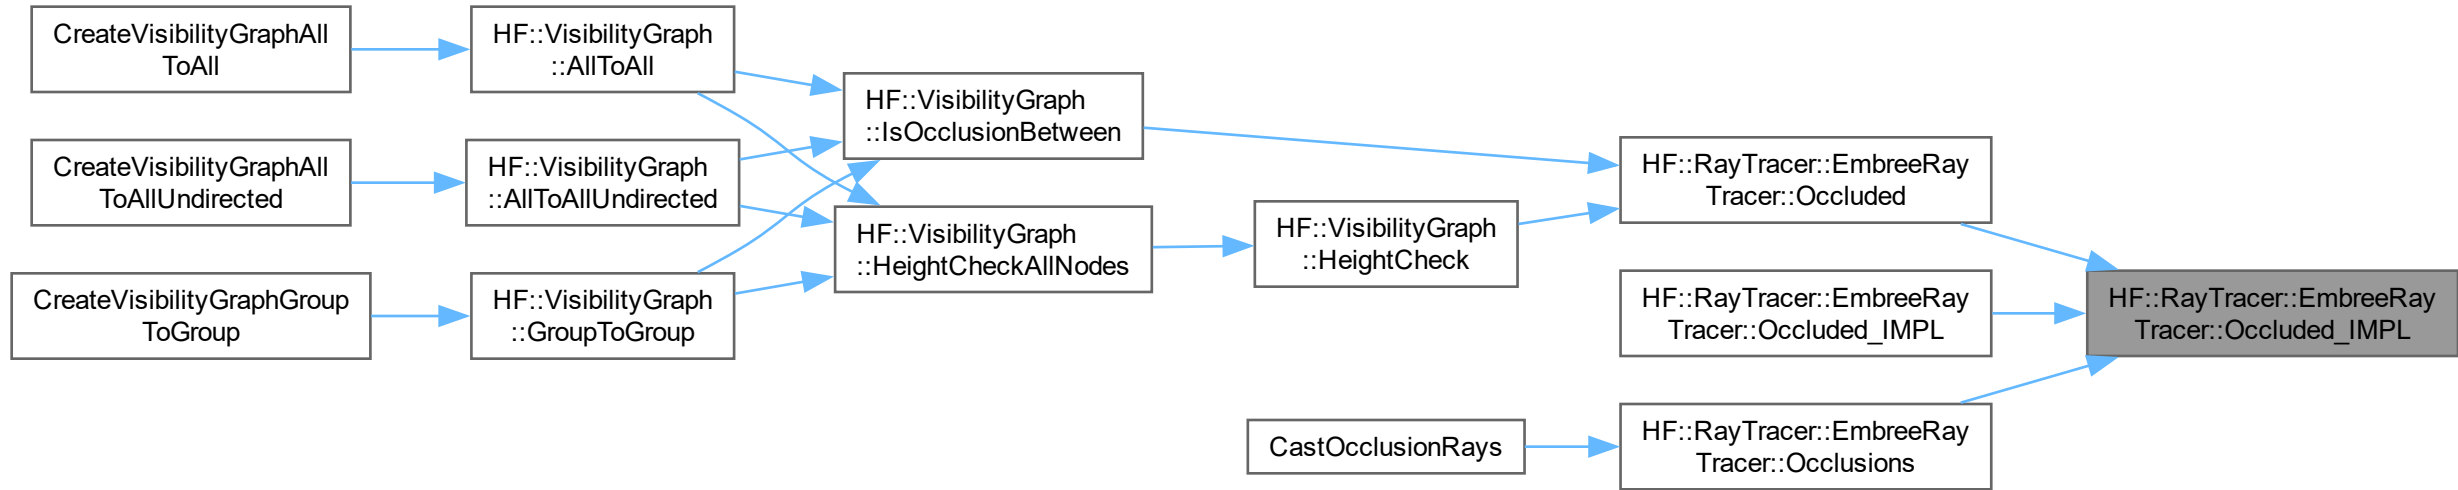 CreateVisibilityGraphAll
ToAll
HF::VisibilityGraph
::AllToAll
HF::VisibilityGraph
::IsOcclusionBetween
CreateVisibilityGraphAll
ToAllUndirected
HF::VisibilityGraph
::AllToAllUndirected
HF::RayTracer::EmbreeRay
Tracer::Occluded
HF::VisibilityGraph
::HeightCheckAllNodes
HF::VisibilityGraph
::HeightCheck
CreateVisibilityGraphGroup
ToGroup
HF::VisibilityGraph
::GroupToGroup
HF::RayTracer::EmbreeRay
Tracer::Occluded_IMPL
HF::RayTracer::EmbreeRay
Tracer::Occluded_IMPL
CastOcclusionRays
HF::RayTracer::EmbreeRay
Tracer::Occlusions